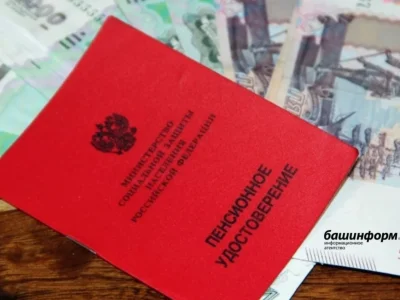 МИНИСТЕРСТВО
СОЦИАЛЬНОЙ ЗАЩИТЫ
НАСЕЛЕНИЯ
РОССИЙСКОЙ ФЕДЕРАЦИИ
ПЕНСИОННОЕ
УДОСТОВЕРЕНИЕ
башинформ
информационное
агентство